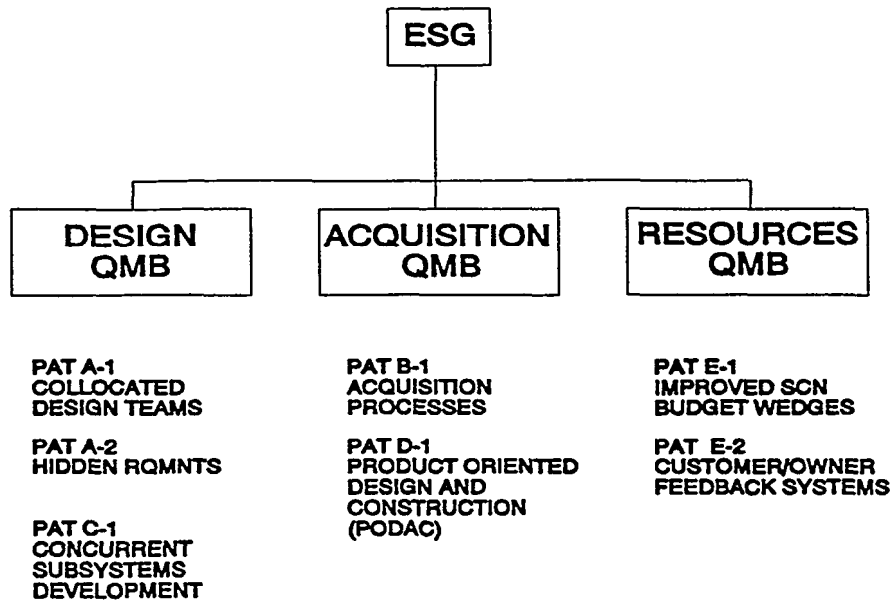 ESG
DESIGN
QMB
ACQUISITION
QMB
RESOURCES
QMB
PAT A-1
COLLOCATED
DESIGN TEAMS
PAT A-2
HIDDEN RQMNTS
PAT C-1
CONCURRENT
SUBSYSTEMS
DEVELOPMENT
PAT B-1
ACQUISITION
PROCESSES
PAT D-1
PRODUCT ORIENTED
DESIGN AND
CONSTRUCTION
(PODAC)
PAT E-1
IMPROVED SCN
BUDGET WEDGES
PAT E-2
CUSTOMER/OWNER
FEEDBACK SYSTEMS